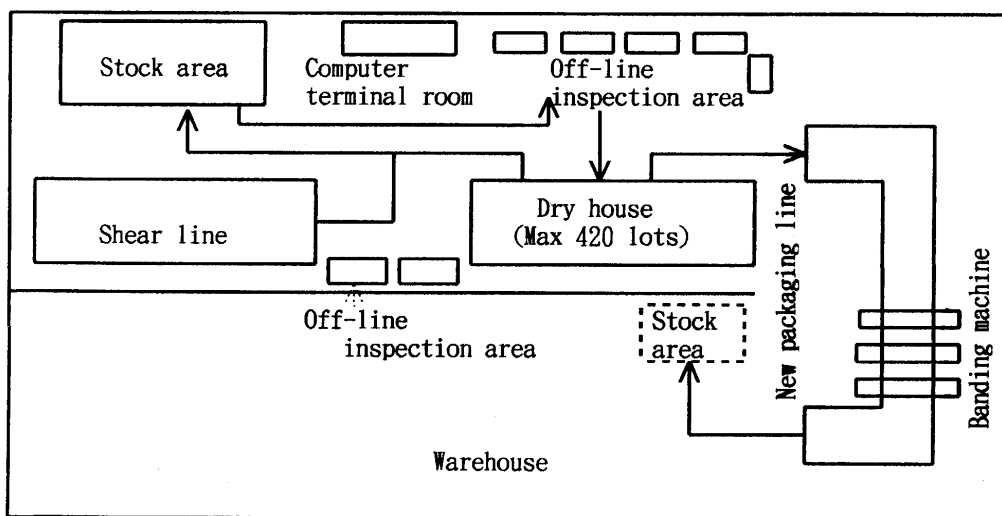 Stock area
Computer
terminal room
Off-line
inspection area
Shear line
Dry house
(Max 420 lots)
New packaging line
Banding machine
Off-line
inspection area
Stock
area
Warehouse